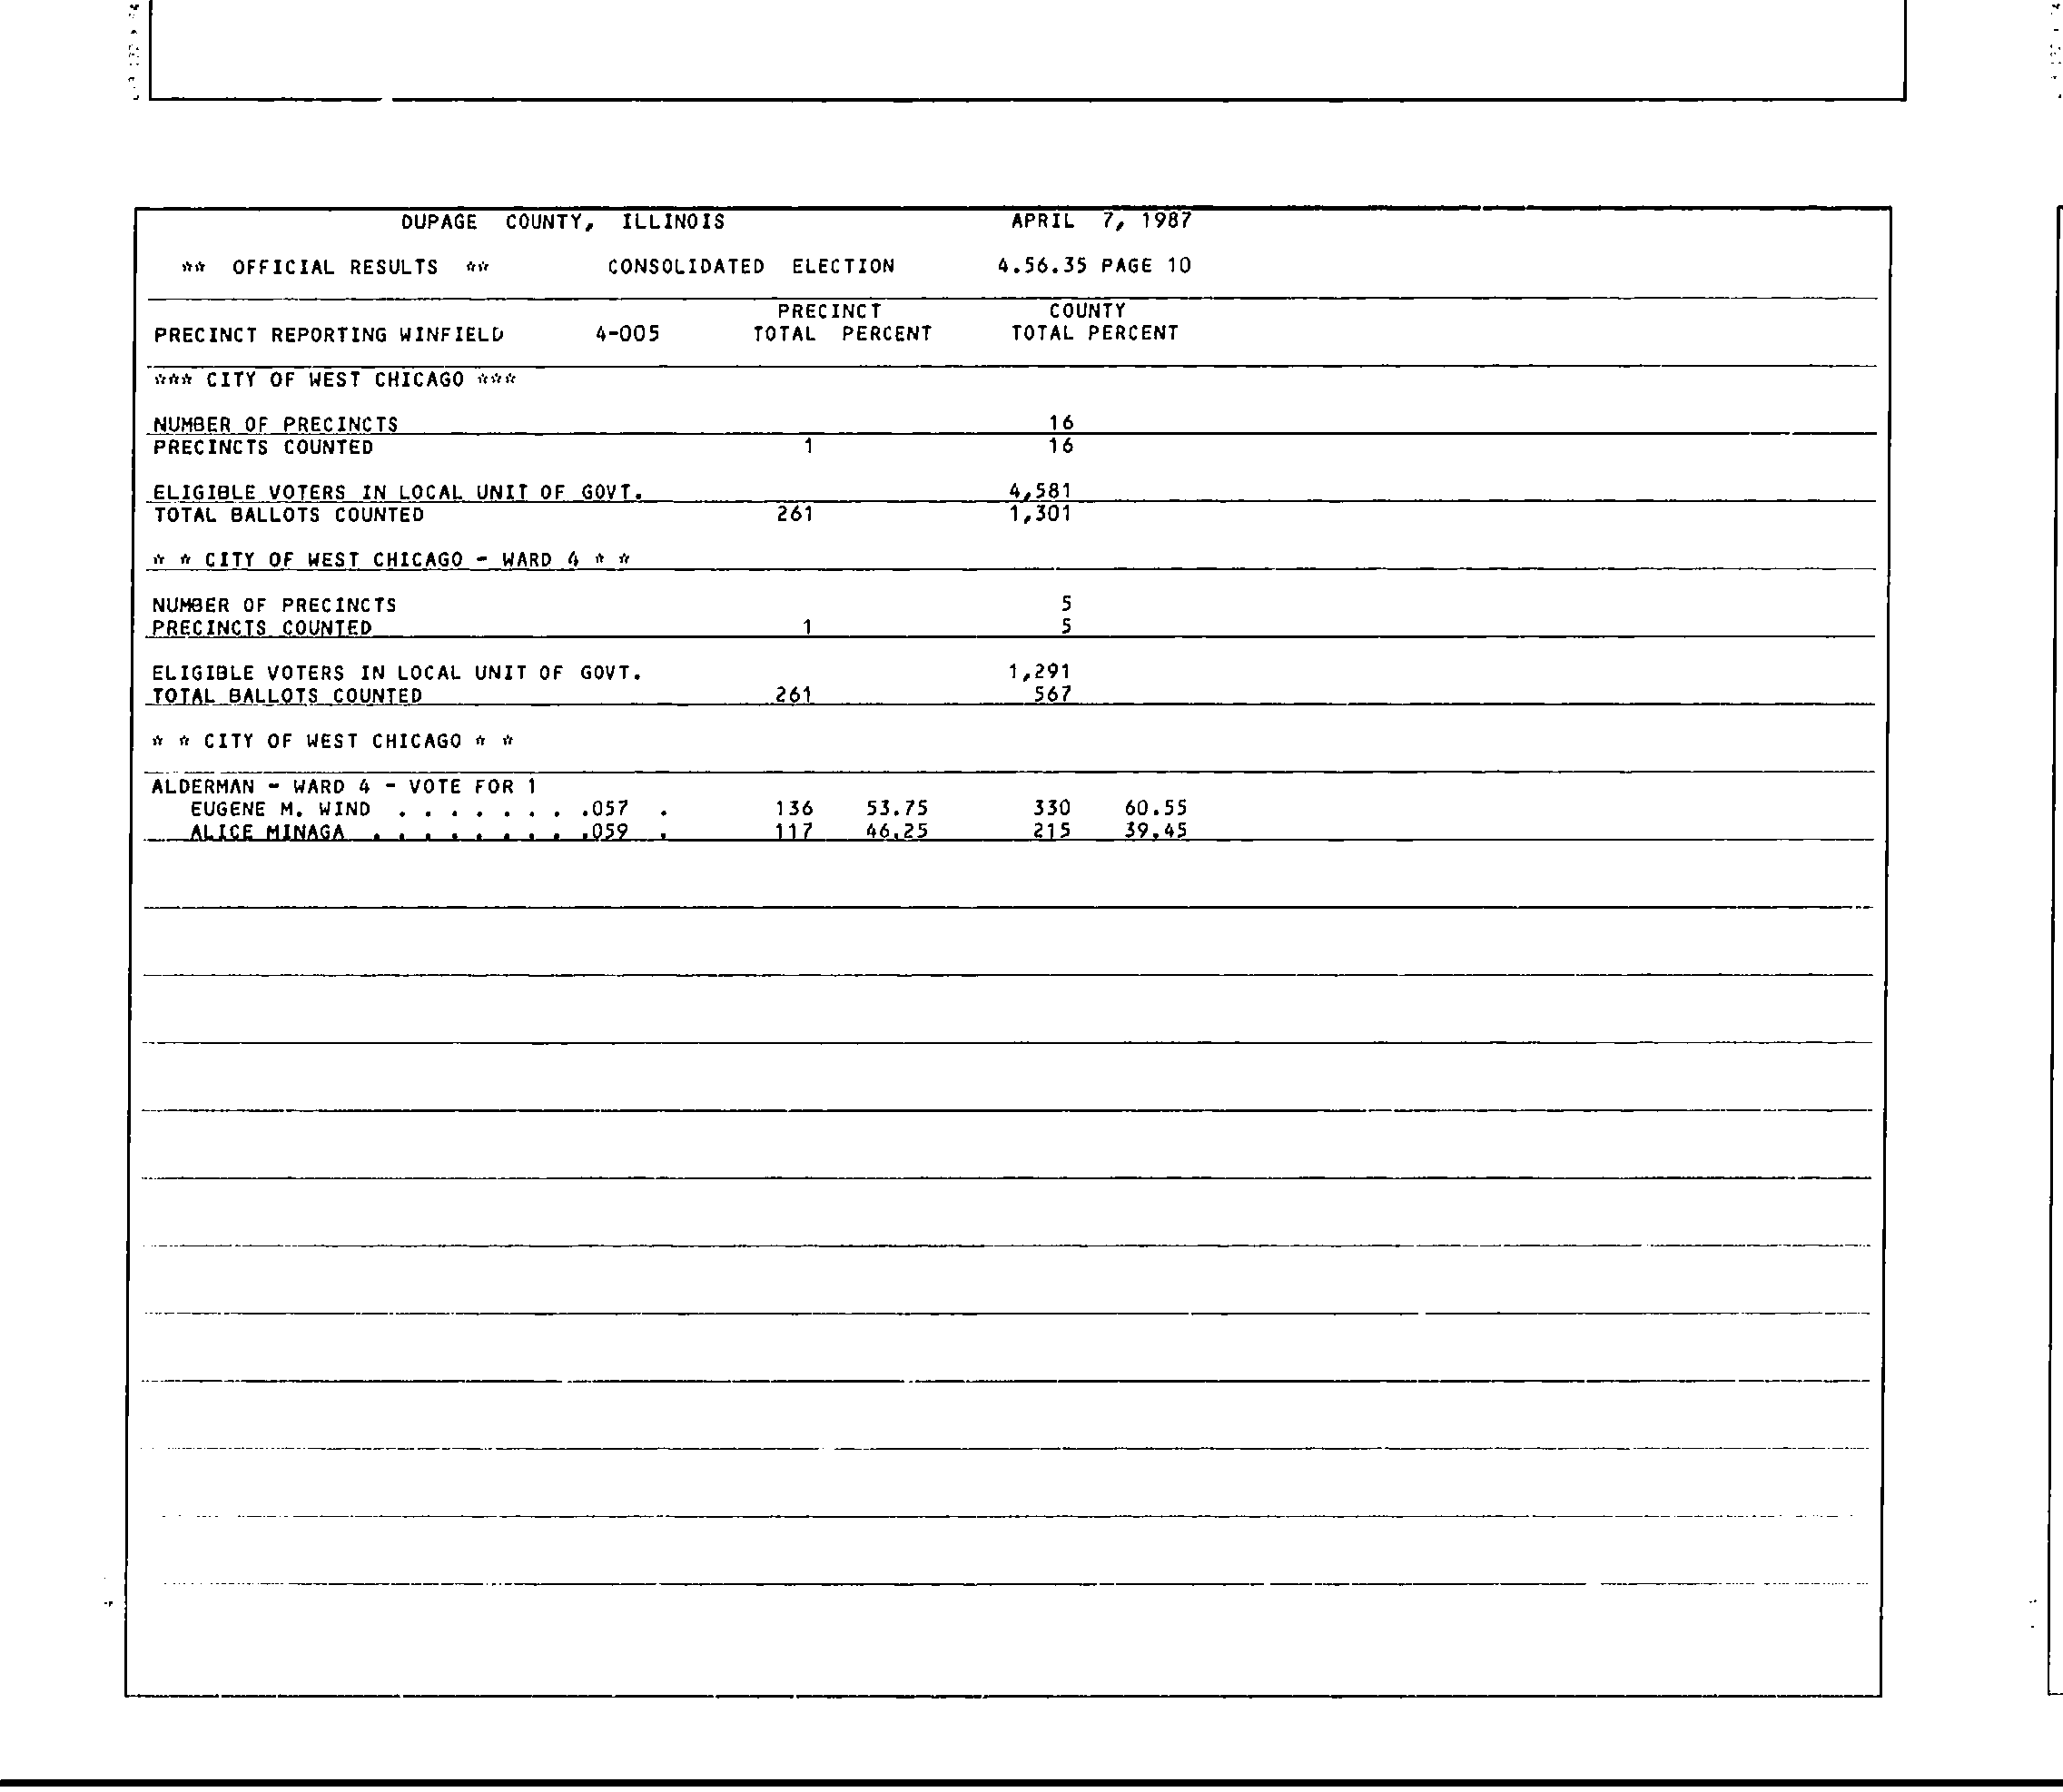 DUPAGE COUNTY, ILLINOIS APRIL 7, 1987
** OFFICIAL RESULTS ** CONSOLIDATED ELECTION 4.56.35 PAGE 10
PRECINCT COUNTY
PRECINCT REPORTING WINFIELD 4-005 TOTAL PERCENT TOTAL PERCENT
*** CITY OF WEST CHICAGO ***
NUMBER OF PRECINCTS 16
PRECINCTS COUNTED 1 16
ELIGIBLE VOTERS IN LOCAL UNIT OF GOVT. 4,581
TOTAL BALLOTS COUNTED 261 1,301
* * CITY OF WEST CHICAGO - WARD 4 * *
NUMBER OF PRECINCTS 5
PRECINCTS COUNTED 1 5
ELIGIBLE VOTERS IN LOCAL UNIT OF GOVT. 1,291
TOTAL BALLOTS COUNTED 261 567
* * CITY OF WEST CHICAGO * *
ALDERMAN - WARD 4 - VOTE FOR 1
EUGENE M. WIND . . . . . . . .057 . 136 53.75 330 60.55
ALICE MINAGA . . . . . . . . .059 . 117 46.25 215 39.45